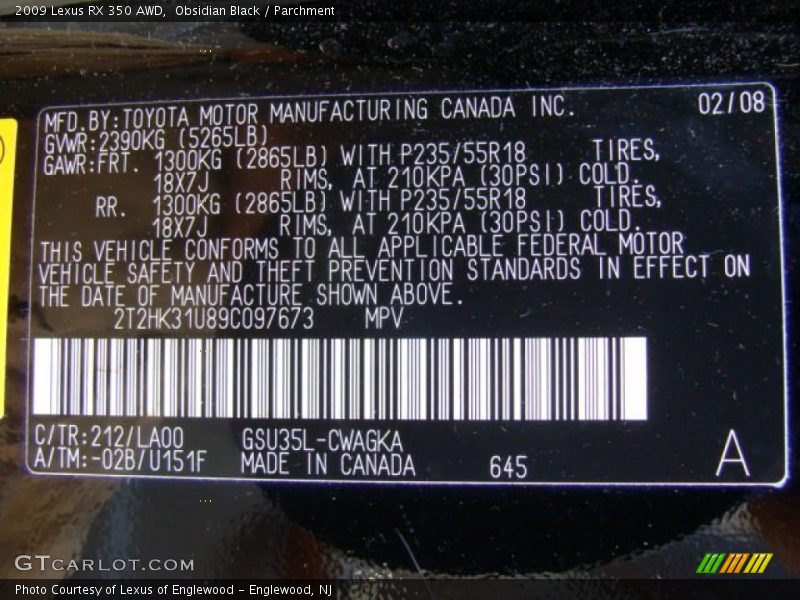 2009 Lexus RX 350 AWD,  Obsidian Black / Parchment
MFD.BY:TOYOTA MOTOR MANUFACTURING CANADA INC. 02/08
GVWR:2390KG (5265LB)
GAWR:FRT. 1300KG (2865LB) WITH P235/55R18 TIRES,
18X7J RIMS, AT 210KPA (30PSI) COLD.
RR. 1300KG (2865LB) WITH P235/55R18 TIRES,
18X7J RIMS, AT 210KPA (30PSI) COLD.
THIS VEHICLE CONFORMS TO ALL APPLICABLE FEDERAL MOTOR
VEHICLE SAFETY AND THEFT PREVENTION STANDARDS IN EFFECT ON
THE DATE OF MANUFACTURE SHOWN ABOVE.
2T2HK31U89C097673 MPV
C/TR:212/LA00 GSU35L-CWAGKA
A/TM:-02B/U151F MADE IN CANADA 645 A
GTCARLOT.COM
Photo Courtesy of Lexus of Englewood – Englewood, NJ